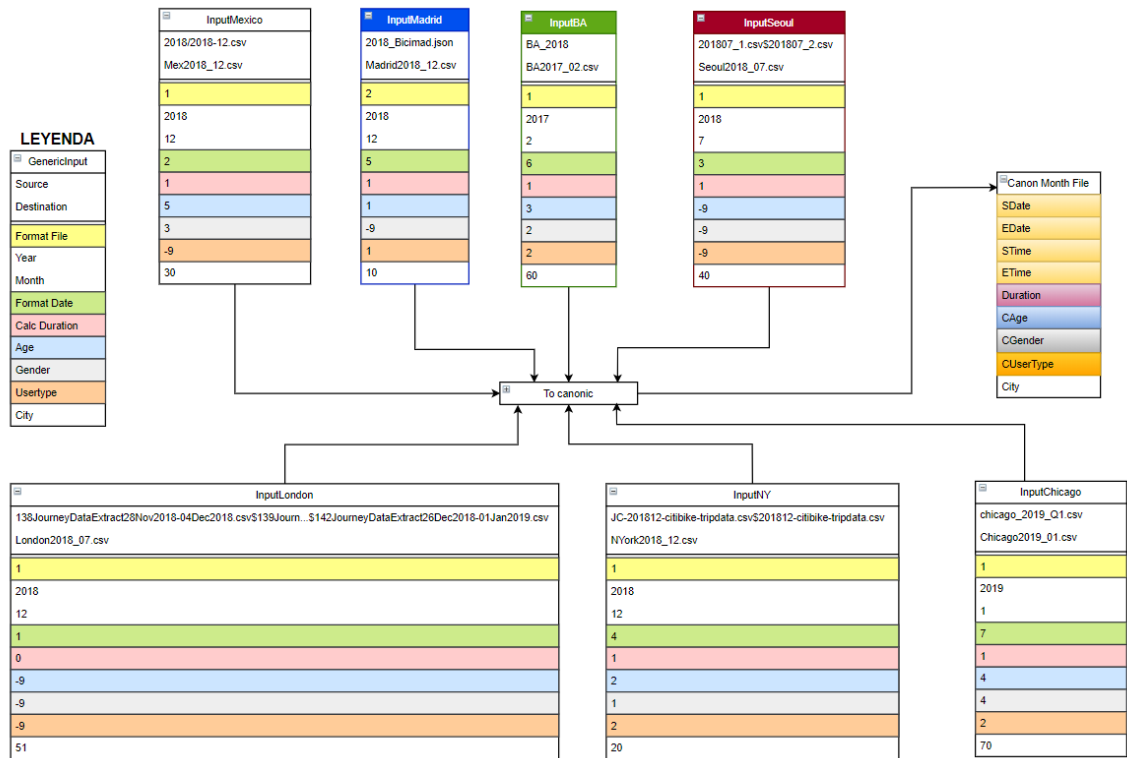 InputMexico
2018/2018-12.csv
Mex2018_12.csv
1
2018
12
2
1
5
3
-9
30
InputMadrid
2018_Bicimad.json
Madrid2018_12.csv
2
2018
12
5
1
1
-9
1
10
InputBA
BA_2018
BA2017_02.csv
1
2017
2
6
1
3
2
2
60
InputSeoul
201807_1.csv$201807_2.csv
Seoul2018_07.csv
1
2018
7
3
1
-9
-9
-9
40
LEYENDA
GenericInput
Source
Destination
Format File
Year
Month
Format Date
Calc Duration
Age
Gender
Usertype
City
Canon Month File
SDate
EDate
STime
ETime
Duration
CAge
CGender
CUserType
City
To canonic
InputLondon
138JourneyDataExtract28Nov2018-04Dec2018.csv$139Journ...$142JourneyDataExtract26Dec2018-01Jan2019.csv
London2018_07.csv
1
2018
12
1
0
-9
-9
-9
51
InputNY
JC-201812-citibike-tripdata.csv$201812-citibike-tripdata.csv
NYork2018_12.csv
1
2018
12
4
1
2
1
2
20
InputChicago
chicago_2019_Q1.csv
Chicago2019_01.csv
1
2019
1
7
1
4
4
2
70